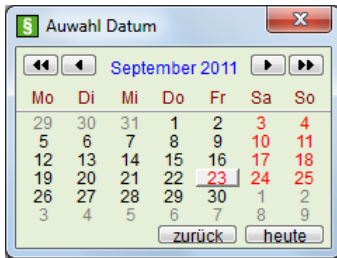 § Auwahl Datum X
September 2011
Mo Di Mi Do Fr Sa So
29 30 31 1 2 3 4
5 6 7 8 9 10 11
12 13 14 15 16 17 18
19 20 21 22 23 24 25
26 27 28 29 30 1 2
3 4 5 6 7 8 9
zurück heute